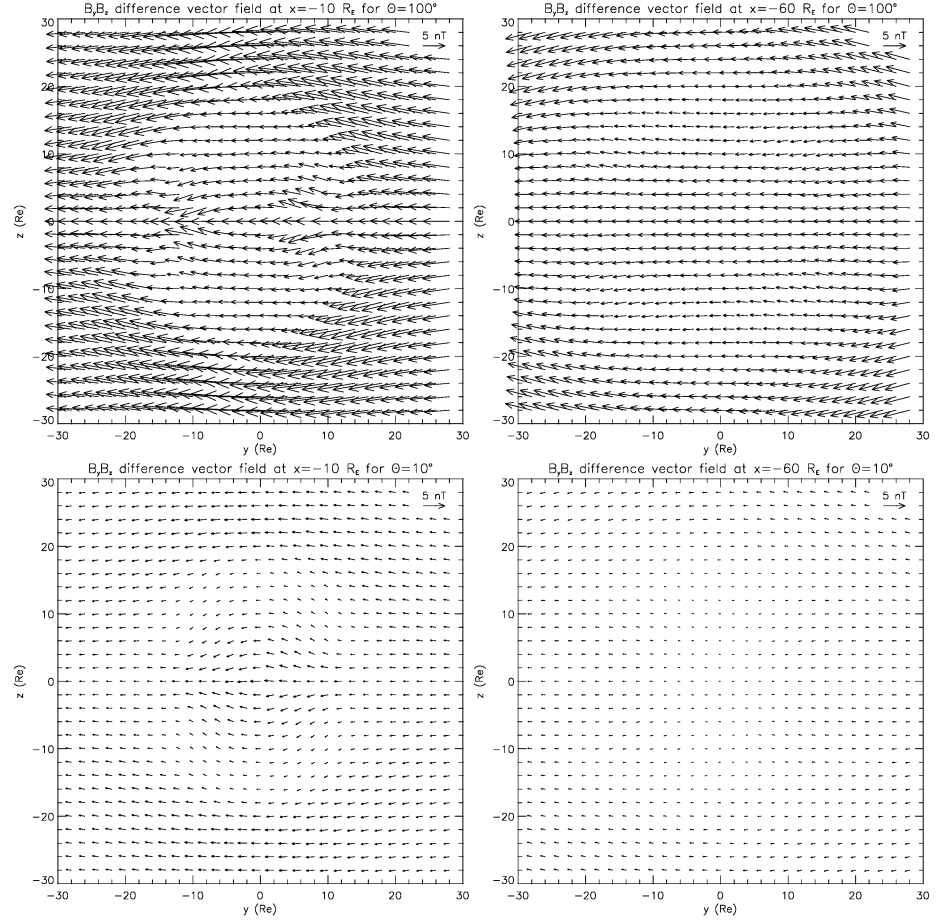 ByBz difference vector field at x=−10 RE for Θ=100°
5 nT
30
20
10
0
−10
−20
−30
z (Re)
−30 −20 −10 0 10 20 30
y (Re)
ByBz difference vector field at x=−60 RE for Θ=100°
5 nT
30
20
10
0
−10
−20
−30
z (Re)
−30 −20 −10 0 10 20 30
y (Re)
ByBz difference vector field at x=−10 RE for Θ=10°
5 nT
30
20
10
0
−10
−20
−30
z (Re)
−30 −20 −10 0 10 20 30
y (Re)
ByBz difference vector field at x=−60 RE for Θ=10°
5 nT
30
20
10
0
−10
−20
−30
z (Re)
−30 −20 −10 0 10 20 30
y (Re)